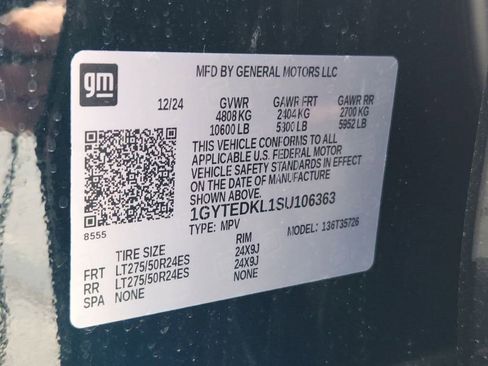 gm
MFD BY GENERAL MOTORS LLC
12/24 GVWR GAWR FRT GAWR RR
4808 KG 2404 KG 2700 KG
10600 LB 5300 LB 5952 LB
THIS VEHICLE CONFORMS TO ALL
APPLICABLE U.S. FEDERAL MOTOR
VEHICLE SAFETY STANDARDS IN EFFECT
ON THE DATE OF MANUFACTURE
SHOWN ABOVE.
1GYTEDKL1SU106363
8555
TYPE: MPV MODEL: 136T35726
TIRE SIZE RIM
FRT LT275/50R24ES 24X9J
RR LT275/50R24ES 24X9J
SPA NONE NONE